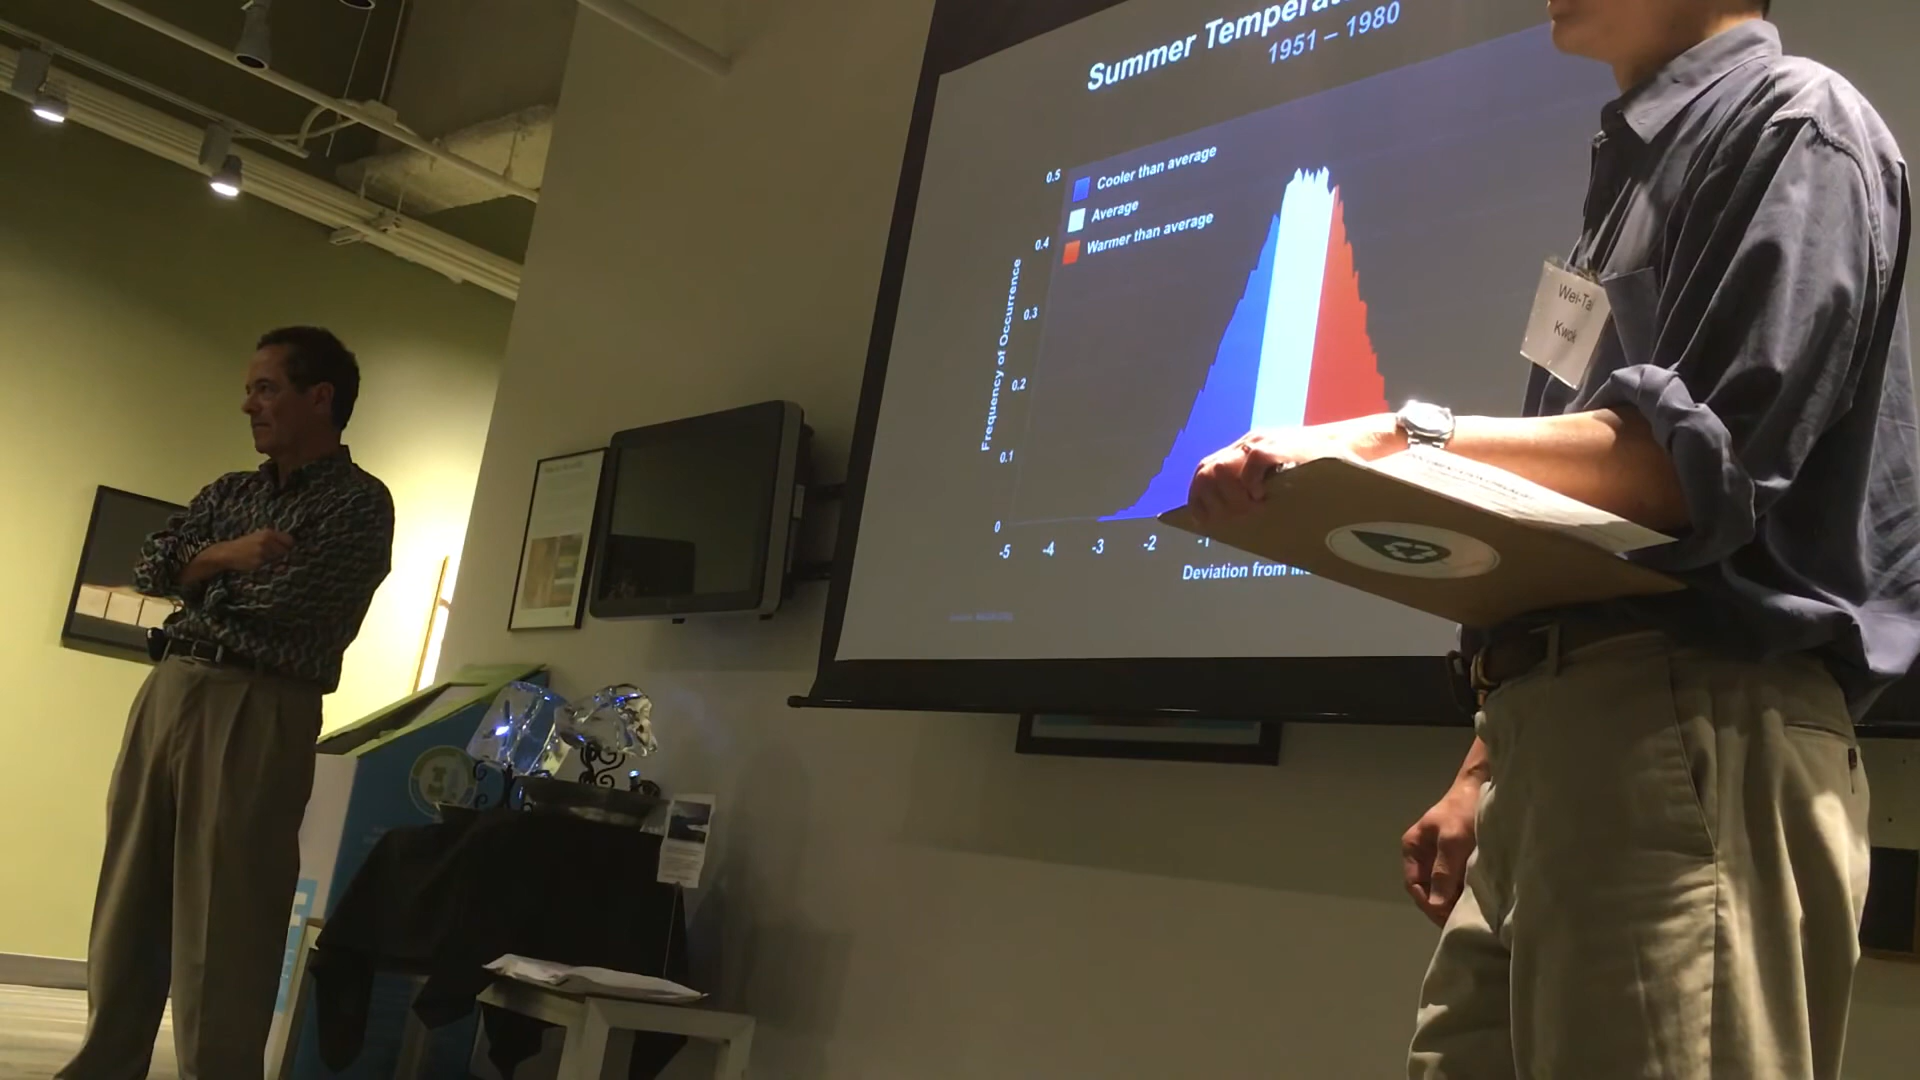 Summer
1951 – 1980
0.5
Cooler than average
Average
Warmer than average
0.4
0.3
0.2
0.1
0
Frequency of Occurrence
-5 -4 -3 -2 -1
Deviation from
Wei-Tai
Kwok